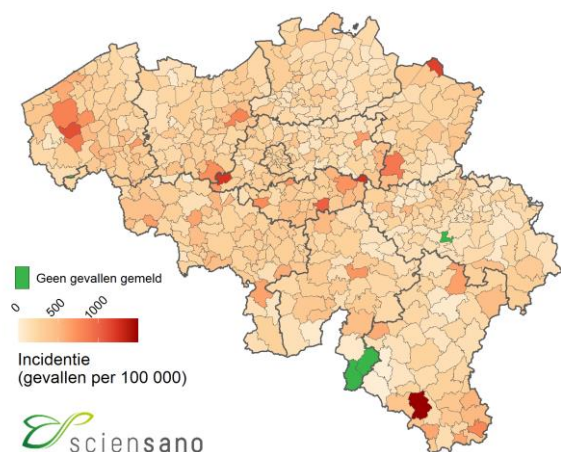 Geen gevallen gemeld
0 500 1000
Incidentie
(gevallen per 100 000)
sciensano